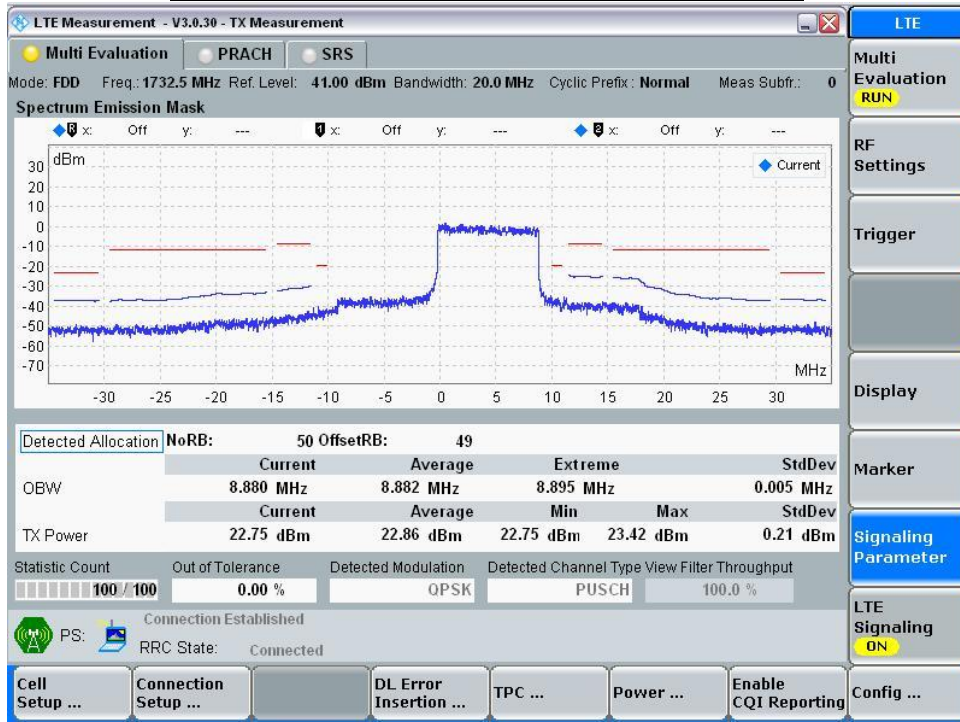 LTE Measurement - V3.0.30 - TX Measurement
LTE
Multi Evaluation PRACH SRS
Multi Evaluation RUN
Mode: FDD Freq.: 1732.5 MHz Ref. Level: 41.00 dBm Bandwidth: 20.0 MHz Cyclic Prefix: Normal Meas Subfr.: 0
Spectrum Emission Mask
R x: Off y: --- 1 x: Off y: --- 2 x: Off y: ---
dBm
Current
30
20
10
0
-10
-20
-30
-40
-50
-60
-70
MHz
-30 -25 -20 -15 -10 -5 0 5 10 15 20 25 30
Detected Allocation NoRB: 50 OffsetRB: 49
Current Average Extreme StdDev
OBW 8.880 MHz 8.882 MHz 8.895 MHz 0.005 MHz
Current Average Min Max StdDev
TX Power 22.75 dBm 22.86 dBm 22.75 dBm 23.42 dBm 0.21 dBm
Statistic Count Out of Tolerance Detected Modulation Detected Channel Type View Filter Throughput
100 / 100 0.00 % QPSK PUSCH 100.0 %
PS: Connection Established
RRC State: Connected
RF Settings
Trigger
Display
Marker
Signaling Parameter
LTE Signaling ON
Cell Setup ...
Connection Setup ...
DL Error Insertion ...
TPC ...
Power ...
Enable CQI Reporting
Config ...